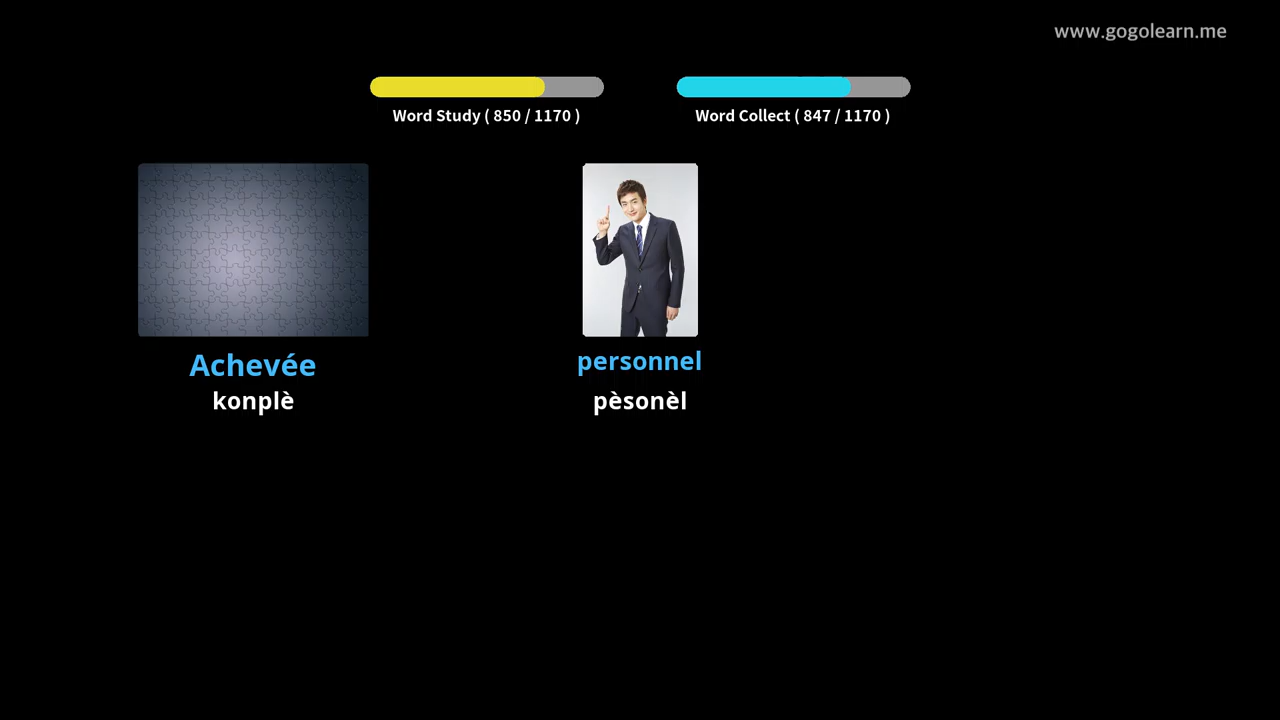 www.gogolearn.me
Word Study ( 850 / 1170 )
Word Collect ( 847 / 1170 )
Achevée
konplè
personnel
pèsonèl